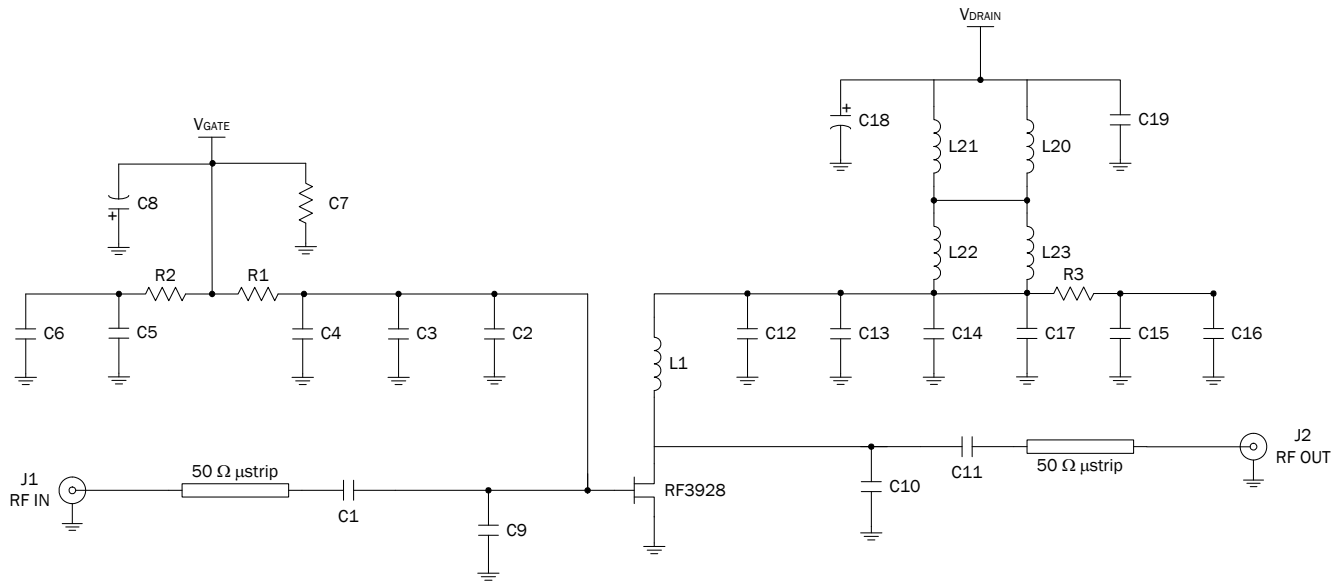 VDRAIN
C18
L21
L20
C19
VGATE
C8
C7
L22
L23
R2
R1
R3
C6
C5
C4
C3
C2
L1
C12
C13
C14
C17
C15
C16
J1
RF IN
50 Ω µstrip
C1
C9
RF3928
C10
C11
50 Ω µstrip
J2
RF OUT
+
+